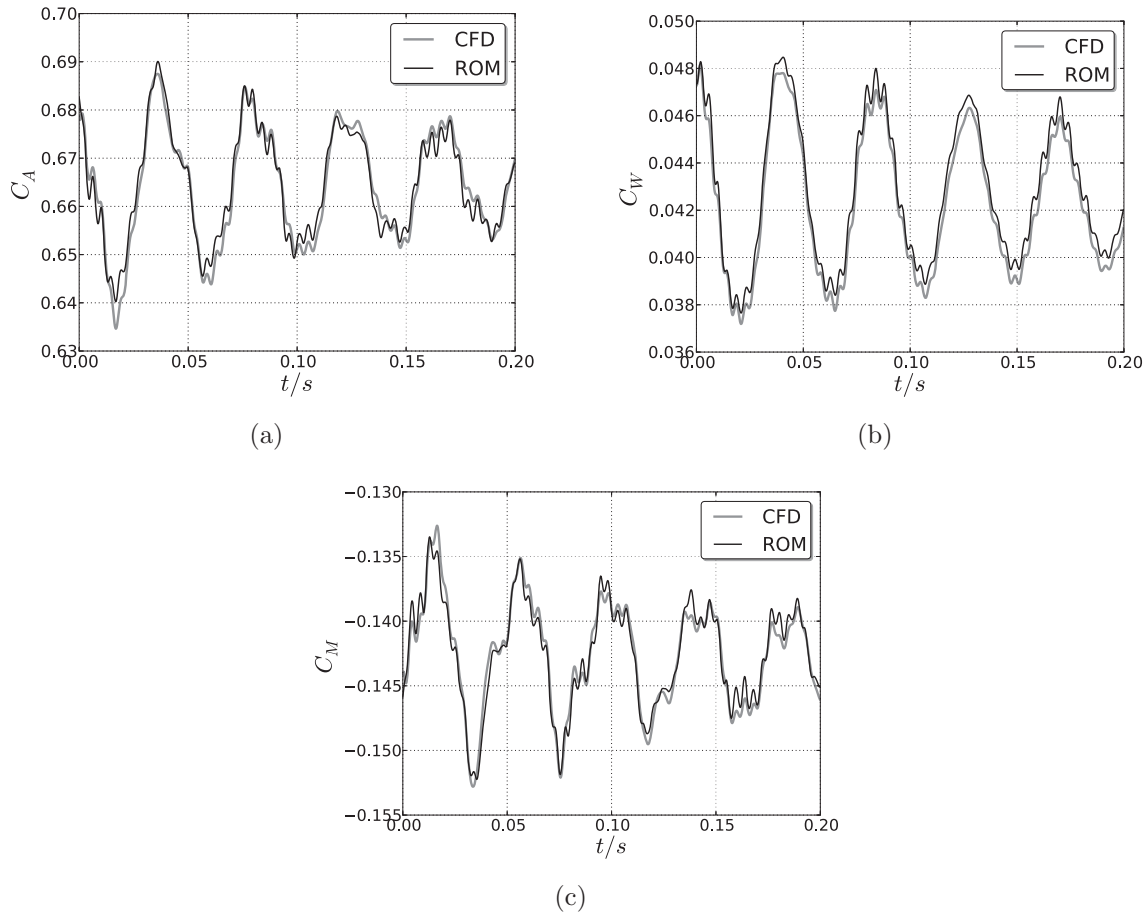 0.70
0.69
0.68
0.67
0.66
0.65
0.64
0.63
C_A
CFD
ROM
0.00 0.05 0.10 0.15 0.20
t/s
(a)
0.050
0.048
0.046
0.044
0.042
0.040
0.038
0.036
C_W
CFD
ROM
0.00 0.05 0.10 0.15 0.20
t/s
(b)
−0.130
−0.135
−0.140
−0.145
−0.150
−0.155
C_M
CFD
ROM
0.00 0.05 0.10 0.15 0.20
t/s
(c)